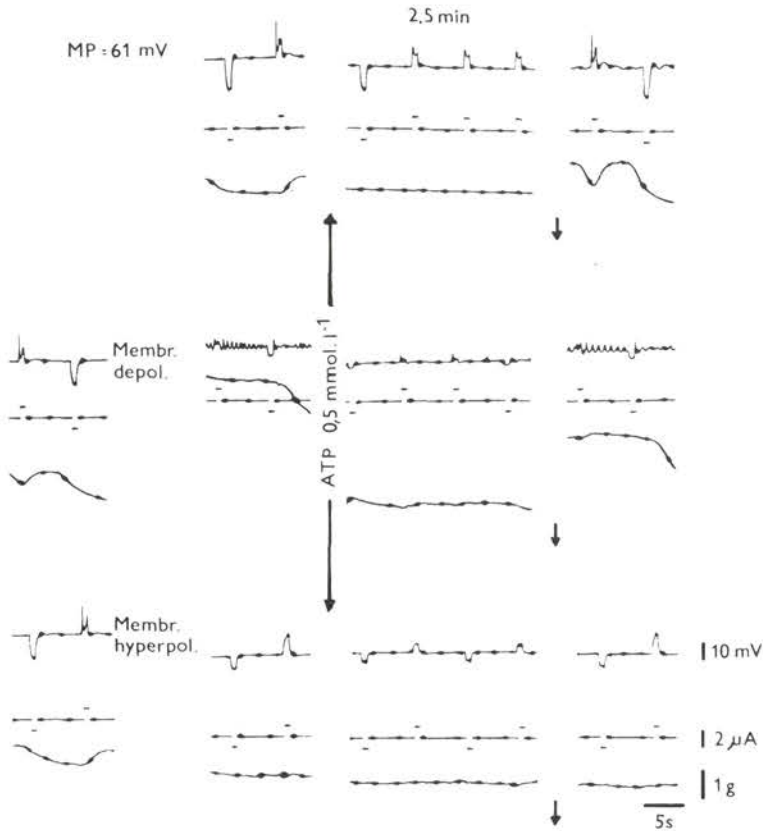 2,5 min
MP = 61 mV
ATP 0,5 mmol. l⁻¹
Membr.
depol.
Membr.
hyperpol.
10 mV
2 μA
1 g
5s